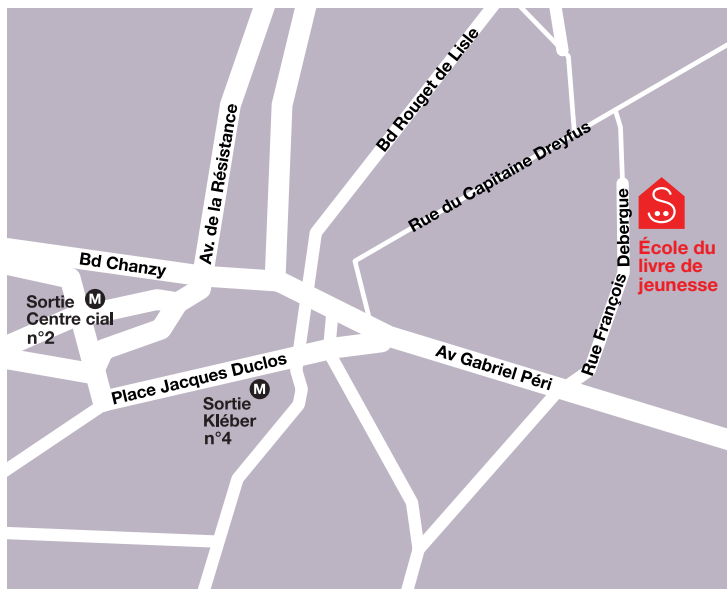 Bd Rouget de Lisle
Av. de la Résistance
Rue du Capitaine Dreyfus
Rue François Debergue
École du
livre de
jeunesse
Bd Chanzy
M
Sortie
Centre cial
n°2
Av Gabriel Péri
Place Jacques Duclos
M
Sortie
Kléber
n°4